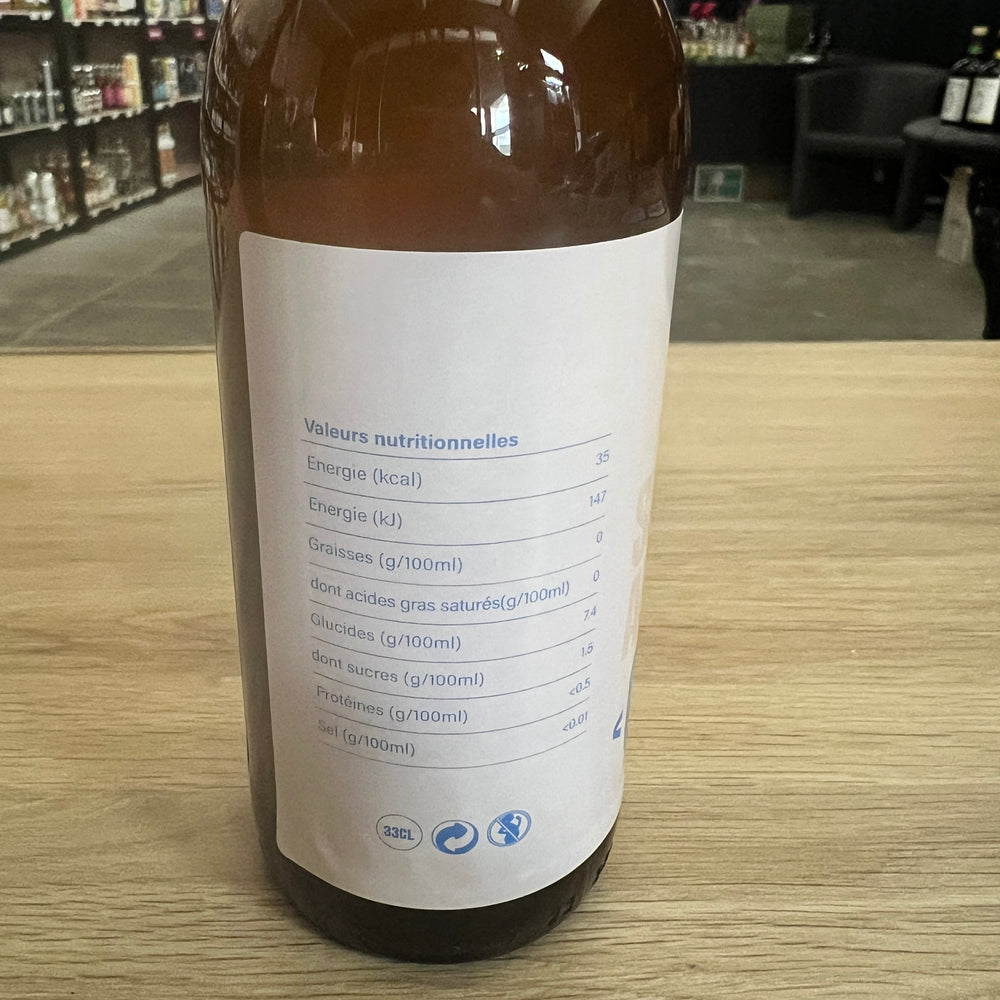 Valeurs nutritionnelles
Energie (kcal) 35
Energie (kJ) 147
Graisses (g/100ml) 0
dont acides gras saturés(g/100ml) 0
Glucides (g/100ml) 7.4
dont sucres (g/100ml) 1.5
Protéines (g/100ml) <0.5
Sel (g/100ml) <0.01
33CL